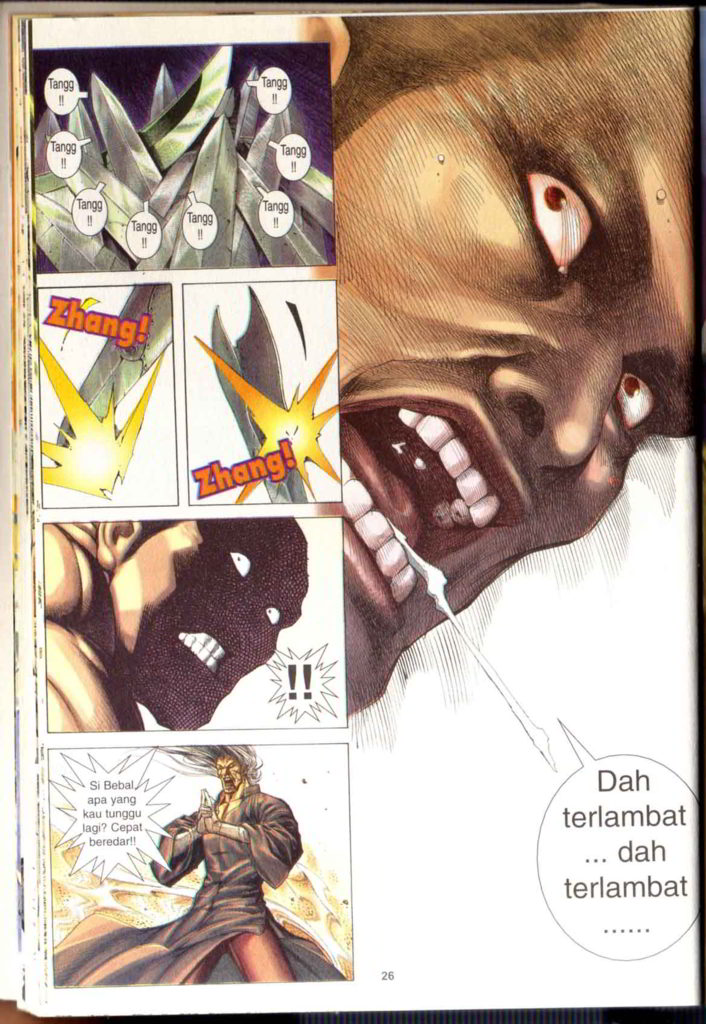 Tangg
!!
Tangg
!!
Tangg
!!
Tangg
!!
Tangg
!!
Tangg
!!
Tangg
!!
Tangg
!!
Zhang!
Zhang!
!!
Si Bebal,
apa yang
kau tunggu
lagi? Cepat
beredar!!
Dah
terlambat
... dah
terlambat
......
26